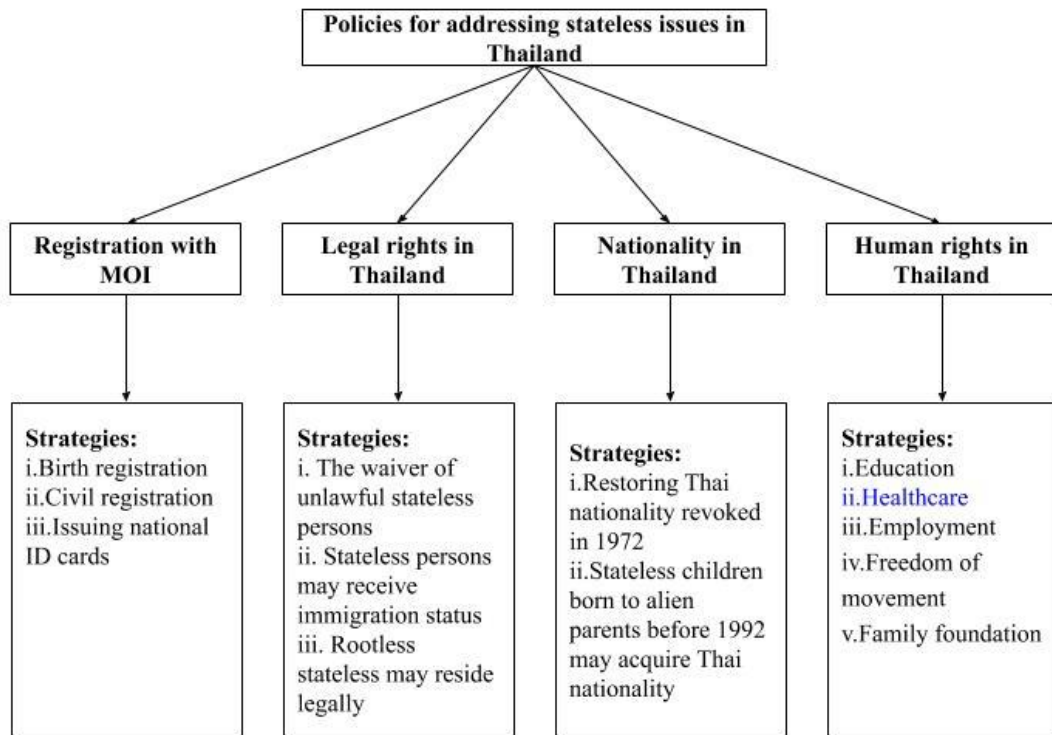 Policies for addressing stateless issues in
Thailand
Registration with
MOI
Legal rights in
Thailand
Nationality in
Thailand
Human rights in
Thailand
Strategies:
i.Birth registration
ii.Civil registration
iii.Issuing national
ID cards
Strategies:
i. The waiver of
unlawful stateless
persons
ii. Stateless persons
may receive
immigration status
iii. Rootless
stateless may reside
legally
Strategies:
i.Restoring Thai
nationality revoked
in 1972
ii.Stateless children
born to alien
parents before 1992
may acquire Thai
nationality
Strategies:
i.Education
ii.Healthcare
iii.Employment
iv.Freedom of
movement
v.Family foundation